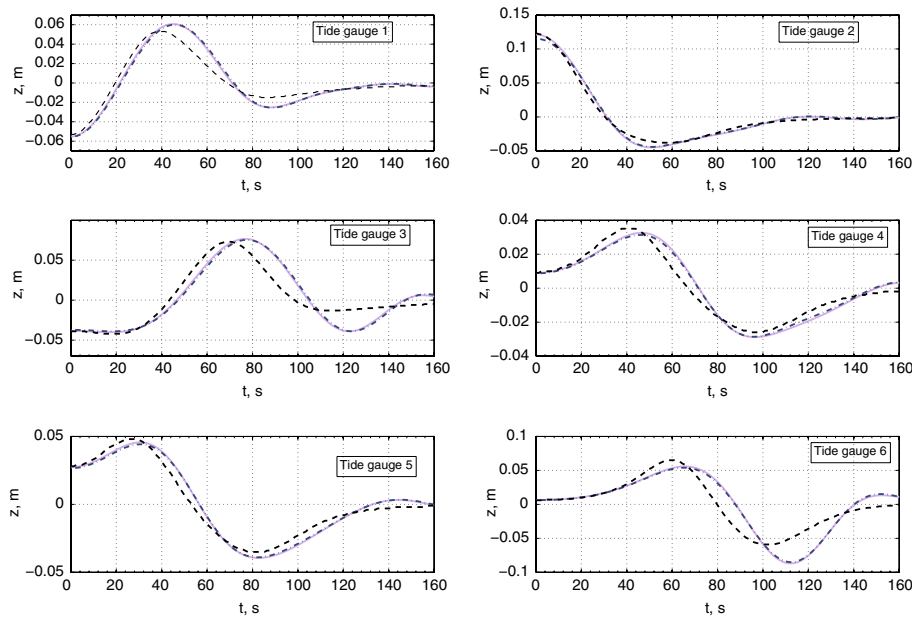 Tide gauge 1
z, m
0.06
0.04
0.02
0
−0.02
−0.04
−0.06
0 20 40 60 80 100 120 140 160
t, s
Tide gauge 2
z, m
0.15
0.10
0.05
0
−0.05
0 20 40 60 80 100 120 140 160
t, s
Tide gauge 3
z, m
0.05
0
−0.05
0 20 40 60 80 100 120 140 160
t, s
Tide gauge 4
z, m
0.04
0.02
0
−0.02
−0.04
0 20 40 60 80 100 120 140 160
t, s
Tide gauge 5
z, m
0.05
0
−0.05
0 20 40 60 80 100 120 140 160
t, s
Tide gauge 6
z, m
0.1
0.05
0
−0.05
−0.1
0 20 40 60 80 100 120 140 160
t, s